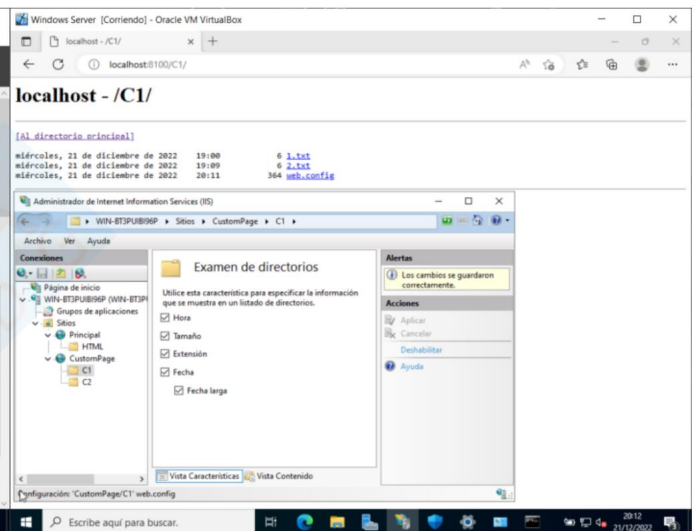 Windows Server [Corriendo] - Oracle VM VirtualBox
localhost - /C1/
localhost:8100/C1/
localhost - /C1/
[Al directorio principal]
miércoles, 21 de diciembre de 2022 19:00 6 1.txt
miércoles, 21 de diciembre de 2022 19:09 6 2.txt
miércoles, 21 de diciembre de 2022 20:11 364 web.config
Administrador de Internet Information Services (IIS)
WIN-BT3PUIBI96P Sitios CustomPage C1
Archivo Ver Ayuda
Conexiones
Página de inicio
WIN-BT3PUIBI96P (WIN-BT3PU
Grupos de aplicaciones
Sitios
Principal
HTML
CustomPage
C1
C2
Examen de directorios
Utilice esta característica para especificar la información
que se muestra en un listado de directorios.
Hora
Tamaño
Extensión
Fecha
Fecha larga
Vista Características Vista Contenido
Alertas
Los cambios se guardaron
correctamente.
Acciones
Aplicar
Cancelar
Deshabilitar
Ayuda
Configuración: 'CustomPage/C1' web.config
Escribe aquí para buscar.
20:12
21/12/2022